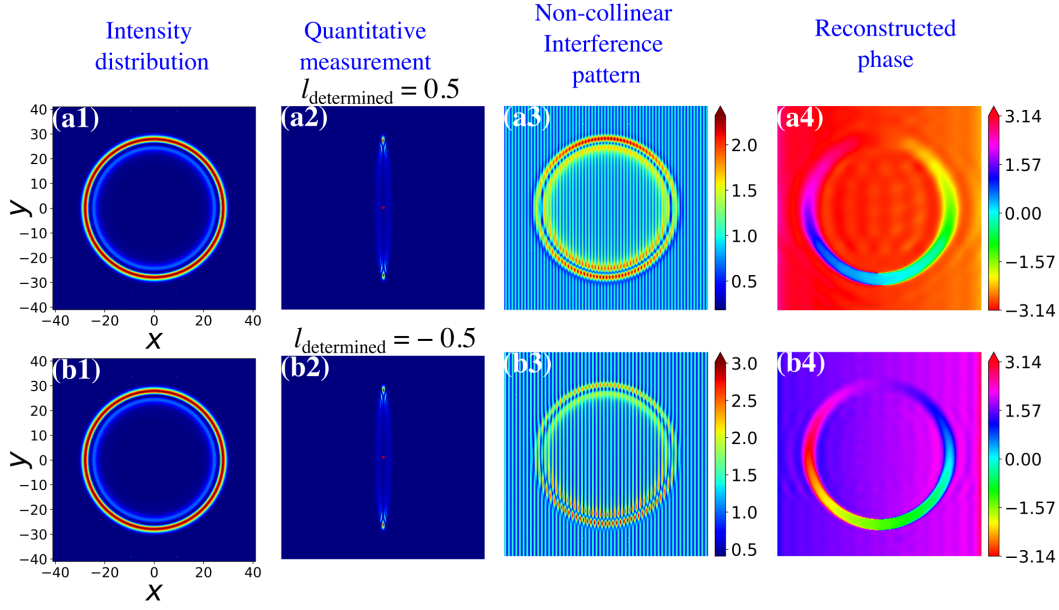 Intensity
distribution
Quantitative
measurement
Non-collinear
Interference
pattern
Reconstructed
phase
l_determined = 0.5
(a1)
(a2)
(a3)
(a4)
40
30
20
10
0
−10
−20
−30
−40
y
−40 −20 0 20 40
x
2.0
1.5
1.0
0.5
3.14
1.57
0.00
−1.57
−3.14
l_determined = − 0.5
(b1)
(b2)
(b3)
(b4)
40
30
20
10
0
−10
−20
−30
−40
y
−40 −20 0 20 40
x
3.0
2.5
2.0
1.5
1.0
0.5
3.14
1.57
0.00
−1.57
−3.14